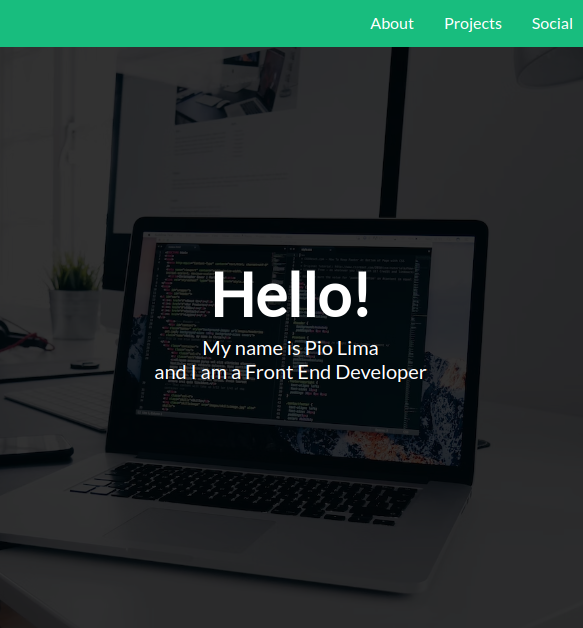 About Projects Social
Hello!
My name is Pio Lima
and I am a Front End Developer